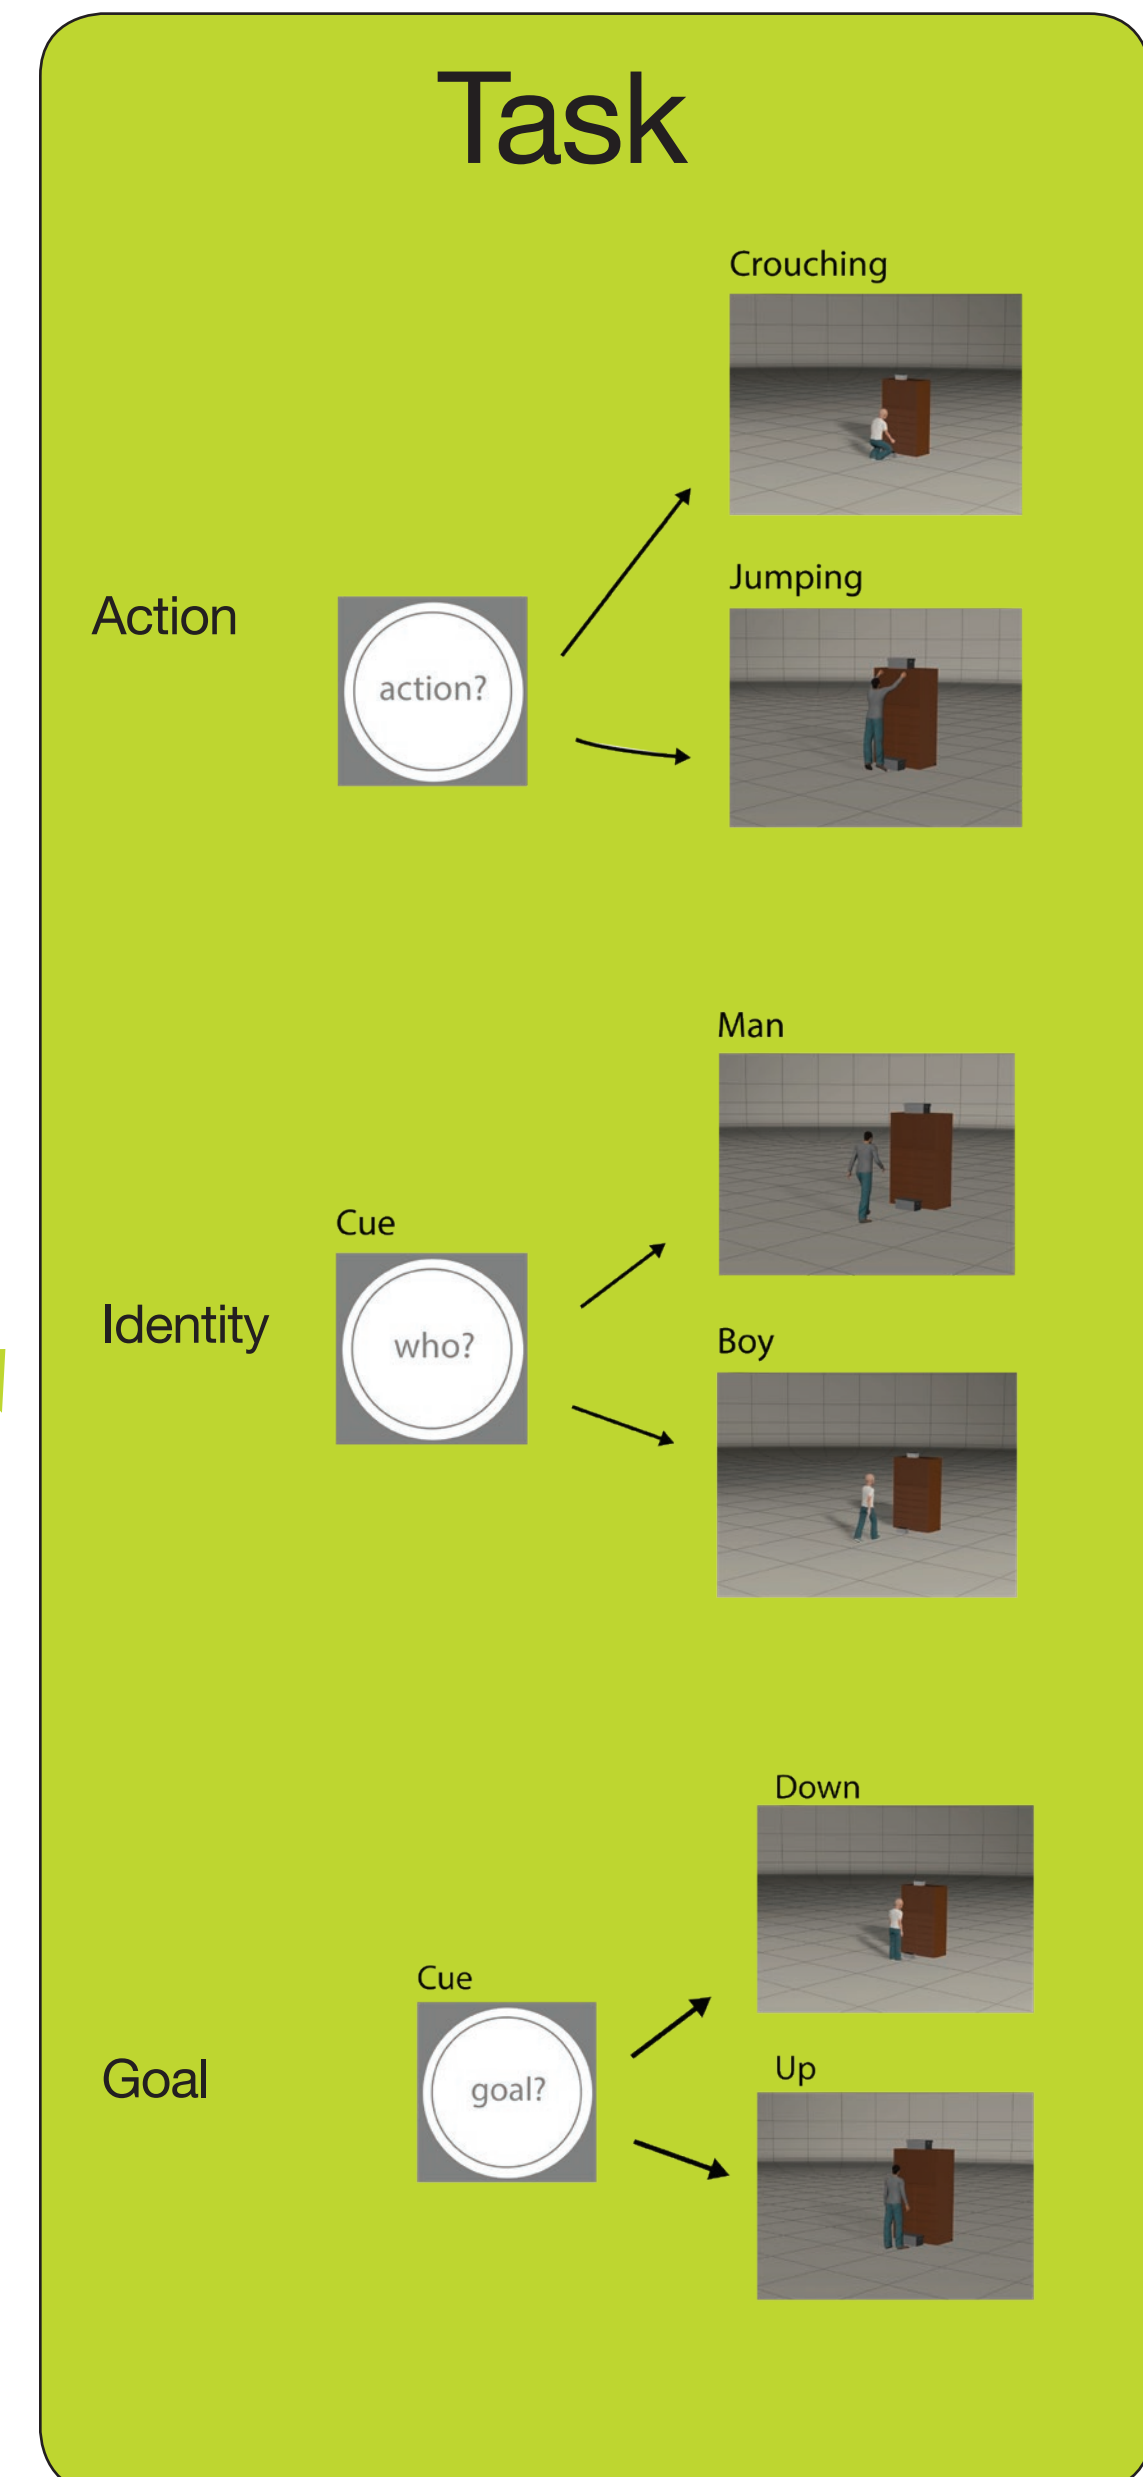 Task
Crouching
Jumping
Action
action?
Man
Cue
Identity
who?
Boy
Down
Cue
Goal
goal?
Up